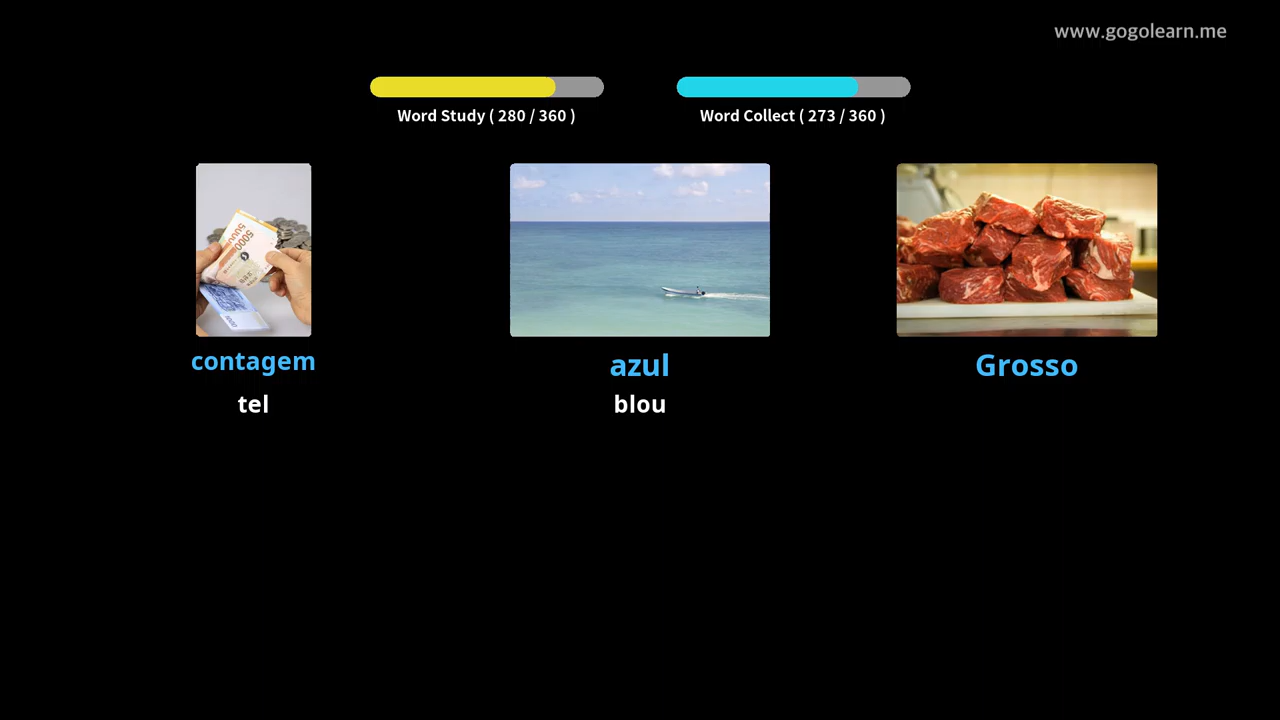 www.gogolearn.me
Word Study ( 280 / 360 )
Word Collect ( 273 / 360 )
contagem
tel
azul
blou
Grosso